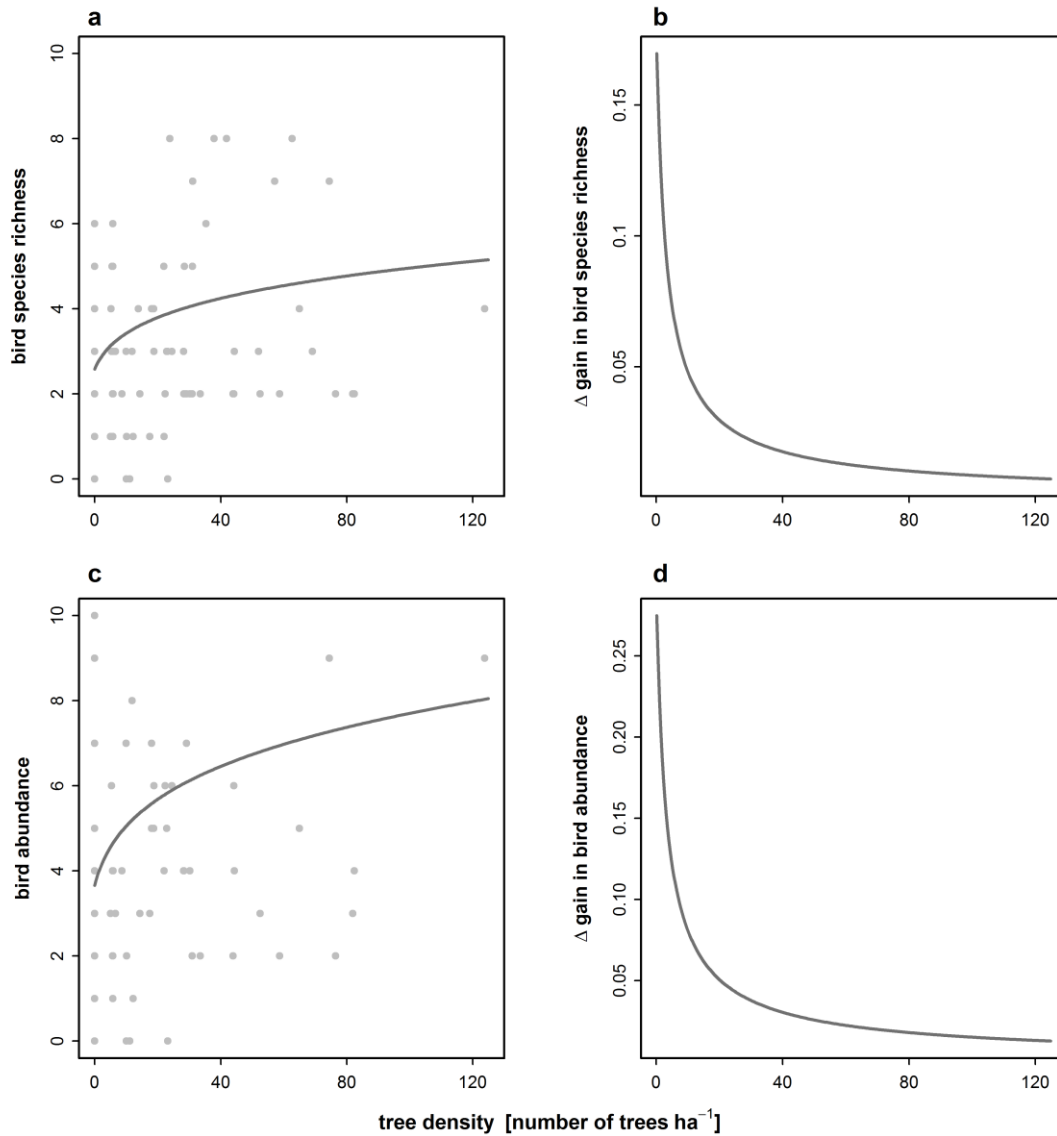 a
bird species richness
10
8
6
4
2
0
0 40 80 120
b
Δ gain in bird species richness
0.15
0.1
0.05
0 40 80 120
c
bird abundance
10
8
6
4
2
0
0 40 80 120
d
Δ gain in bird abundance
0.25
0.20
0.15
0.10
0.05
0 40 80 120
tree density [number of trees ha⁻¹]